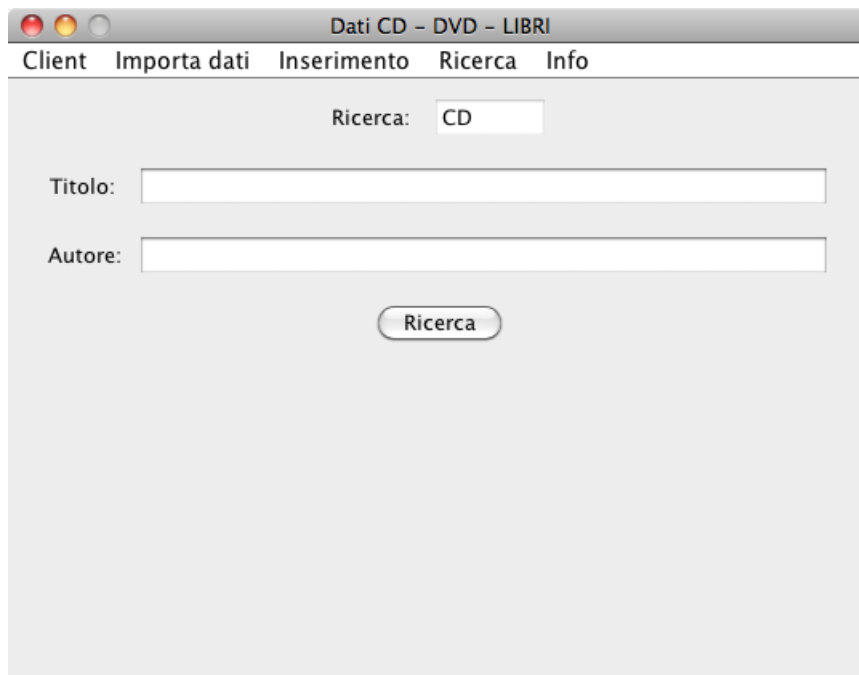 Dati CD – DVD – LIBRI
Client Importa dati Inserimento Ricerca Info
Ricerca: CD
Titolo:
Autore:
Ricerca